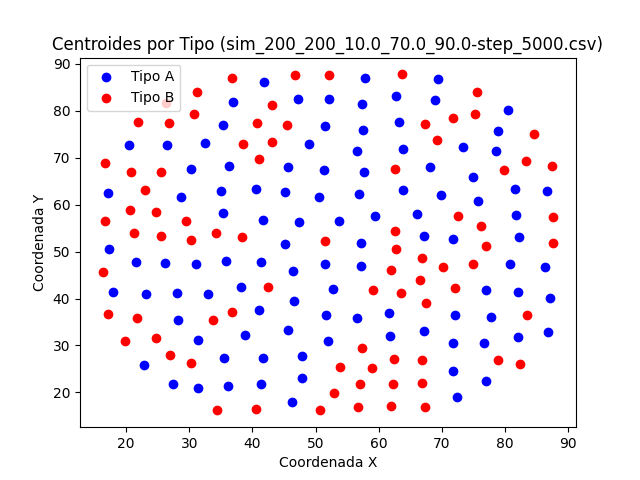 Centroides por Tipo (sim_200_200_10.0_70.0_90.0-step_5000.csv)
Tipo A
Tipo B
90
80
70
60
50
40
30
20
Coordenada Y
20 30 40 50 60 70 80 90
Coordenada X